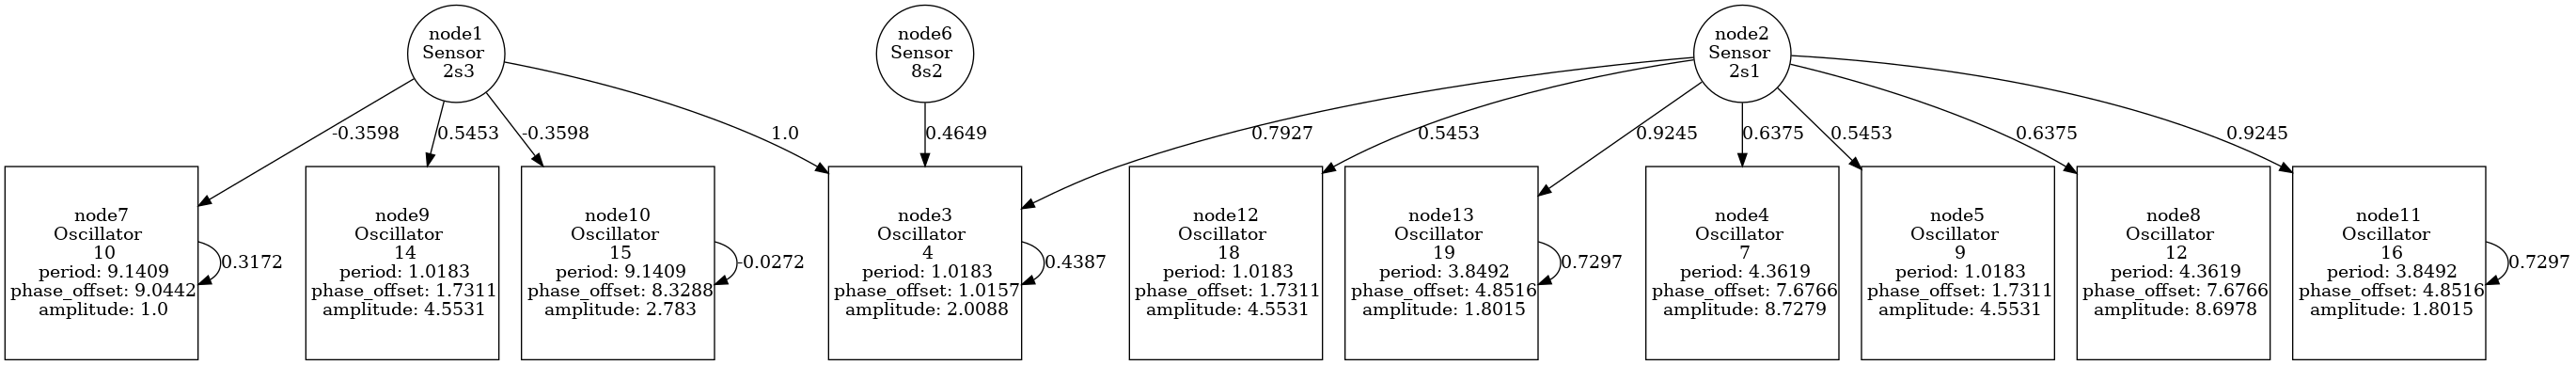 node1
Sensor
2s3
node6
Sensor
8s2
node2
Sensor
2s1
-0.3598
0.5453
-0.3598
1.0
0.4649
0.7927
0.5453
0.9245
0.6375
0.5453
0.6375
0.9245
node7
Oscillator
10
period: 9.1409
phase_offset: 9.0442
amplitude: 1.0
0.3172
node9
Oscillator
14
period: 1.0183
phase_offset: 1.7311
amplitude: 4.5531
node10
Oscillator
15
period: 9.1409
phase_offset: 8.3288
amplitude: 2.783
-0.0272
node3
Oscillator
4
period: 1.0183
phase_offset: 1.0157
amplitude: 2.0088
0.4387
node12
Oscillator
18
period: 1.0183
phase_offset: 1.7311
amplitude: 4.5531
node13
Oscillator
19
period: 3.8492
phase_offset: 4.8516
amplitude: 1.8015
0.7297
node4
Oscillator
7
period: 4.3619
phase_offset: 7.6766
amplitude: 8.7279
node5
Oscillator
9
period: 1.0183
phase_offset: 1.7311
amplitude: 4.5531
node8
Oscillator
12
period: 4.3619
phase_offset: 7.6766
amplitude: 8.6978
node11
Oscillator
16
period: 3.8492
phase_offset: 4.8516
amplitude: 1.8015
0.7297